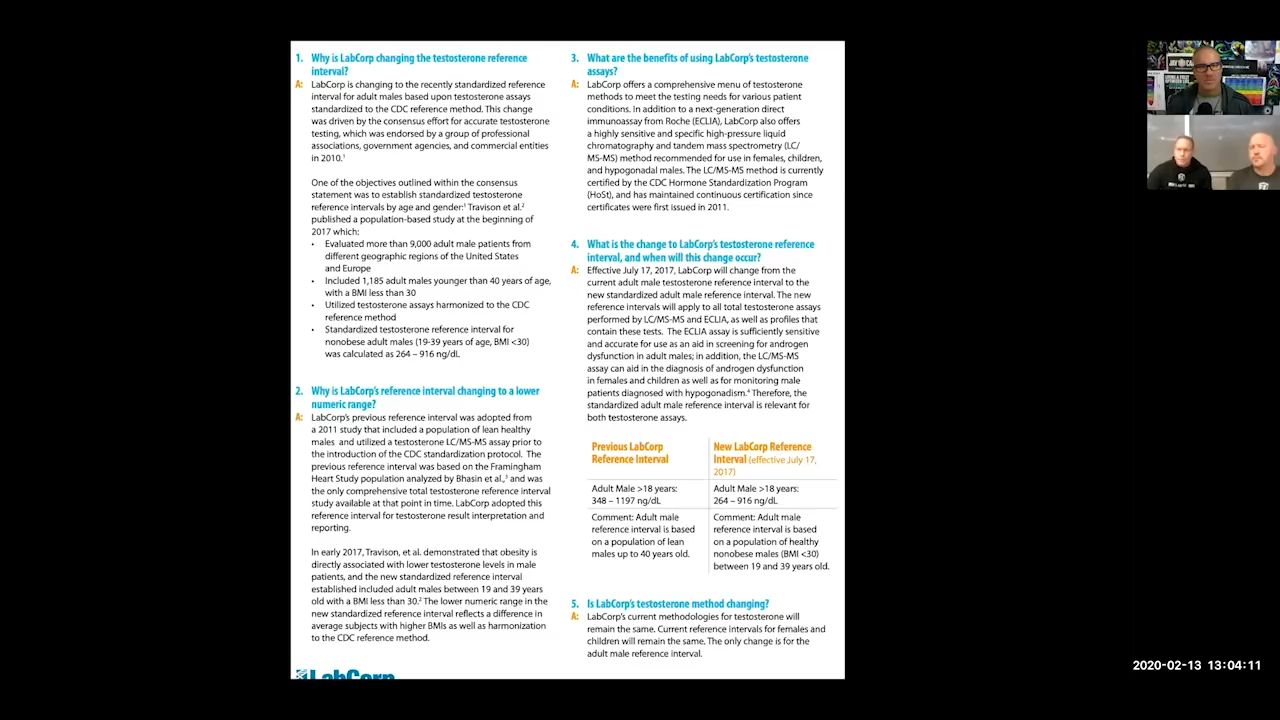 1. Why is LabCorp changing the testosterone reference
interval?
A: LabCorp is changing to the recently standardized reference
interval for adult males based upon testosterone assays
standardized to the CDC reference method. This change
was driven by the consensus effort for accurate testosterone
testing, which was endorsed by a group of professional
associations, government agencies, and commercial entities
in 2010.¹
One of the objectives outlined within the consensus
statement was to establish standardized testosterone
reference intervals by age and gender:¹ Travison et al.²
published a population-based study at the beginning of
2017 which:
• Evaluated more than 9,000 adult male patients from
different geographic regions of the United States
and Europe
• Included 1,185 adult males younger than 40 years of age,
with a BMI less than 30
• Utilized testosterone assays harmonized to the CDC
reference method
• Standardized testosterone reference interval for
nonobese adult males (19-39 years of age, BMI <30)
was calculated as 264 – 916 ng/dL
2. Why is LabCorp's reference interval changing to a lower
numeric range?
A: LabCorp's previous reference interval was adopted from
a 2011 study that included a population of lean healthy
males and utilized a testosterone LC/MS-MS assay prior to
the introduction of the CDC standardization protocol. The
previous reference interval was based on the Framingham
Heart Study population analyzed by Bhasin et al.,³ and was
the only comprehensive total testosterone reference interval
study available at that point in time. LabCorp adopted this
reference interval for testosterone result interpretation and
reporting.
In early 2017, Travison, et al. demonstrated that obesity is
directly associated with lower testosterone levels in male
patients, and the new standardized reference interval
established included adult males between 19 and 39 years
old with a BMI less than 30.² The lower numeric range in the
new standardized reference interval reflects a difference in
average subjects with higher BMIs as well as harmonization
to the CDC reference method.
LabCorp
3. What are the benefits of using LabCorp's testosterone
assays?
A: LabCorp offers a comprehensive menu of testosterone
methods to meet the testing needs for various patient
conditions. In addition to a next-generation direct
immunoassay from Roche (ECLIA), LabCorp also offers
a highly sensitive and specific high-pressure liquid
chromatography and tandem mass spectrometry (LC/
MS-MS) method recommended for use in females, children,
and hypogonadal males. The LC/MS-MS method is currently
certified by the CDC Hormone Standardization Program
(HoSt), and has maintained continuous certification since
certificates were first issued in 2011.
4. What is the change to LabCorp's testosterone reference
interval, and when will this change occur?
A: Effective July 17, 2017, LabCorp will change from the
current adult male testosterone reference interval to the
new standardized adult male reference interval. The new
reference intervals will apply to all total testosterone assays
performed by LC/MS-MS and ECLIA, as well as profiles that
contain these tests. The ECLIA assay is sufficiently sensitive
and accurate for use as an aid in screening for androgen
dysfunction in adult males; in addition, the LC/MS-MS
assay can aid in the diagnosis of androgen dysfunction
in females and children as well as for monitoring male
patients diagnosed with hypogonadism.⁴ Therefore, the
standardized adult male reference interval is relevant for
both testosterone assays.
Previous LabCorp
Reference Interval
New LabCorp Reference
Interval (effective July 17,
2017)
Adult Male >18 years:
348 – 1197 ng/dL
Adult Male >18 years:
264 – 916 ng/dL
Comment: Adult male
reference interval is based
on a population of lean
males up to 40 years old.
Comment: Adult male
reference interval is based
on a population of healthy
nonobese males (BMI <30)
between 19 and 39 years old.
5. Is LabCorp's testosterone method changing?
A: LabCorp's current methodologies for testosterone will
remain the same. Current reference intervals for females and
children will remain the same. The only change is for the
adult male reference interval.
2020-02-13 13:04:11